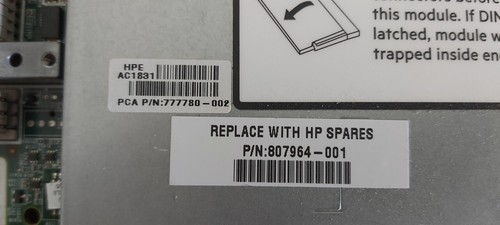 this module. If DIM
latched, module w
trapped inside en
HPE
AC1831
PCA P/N:777780-002
REPLACE WITH HP SPARES
P/N:807964-001